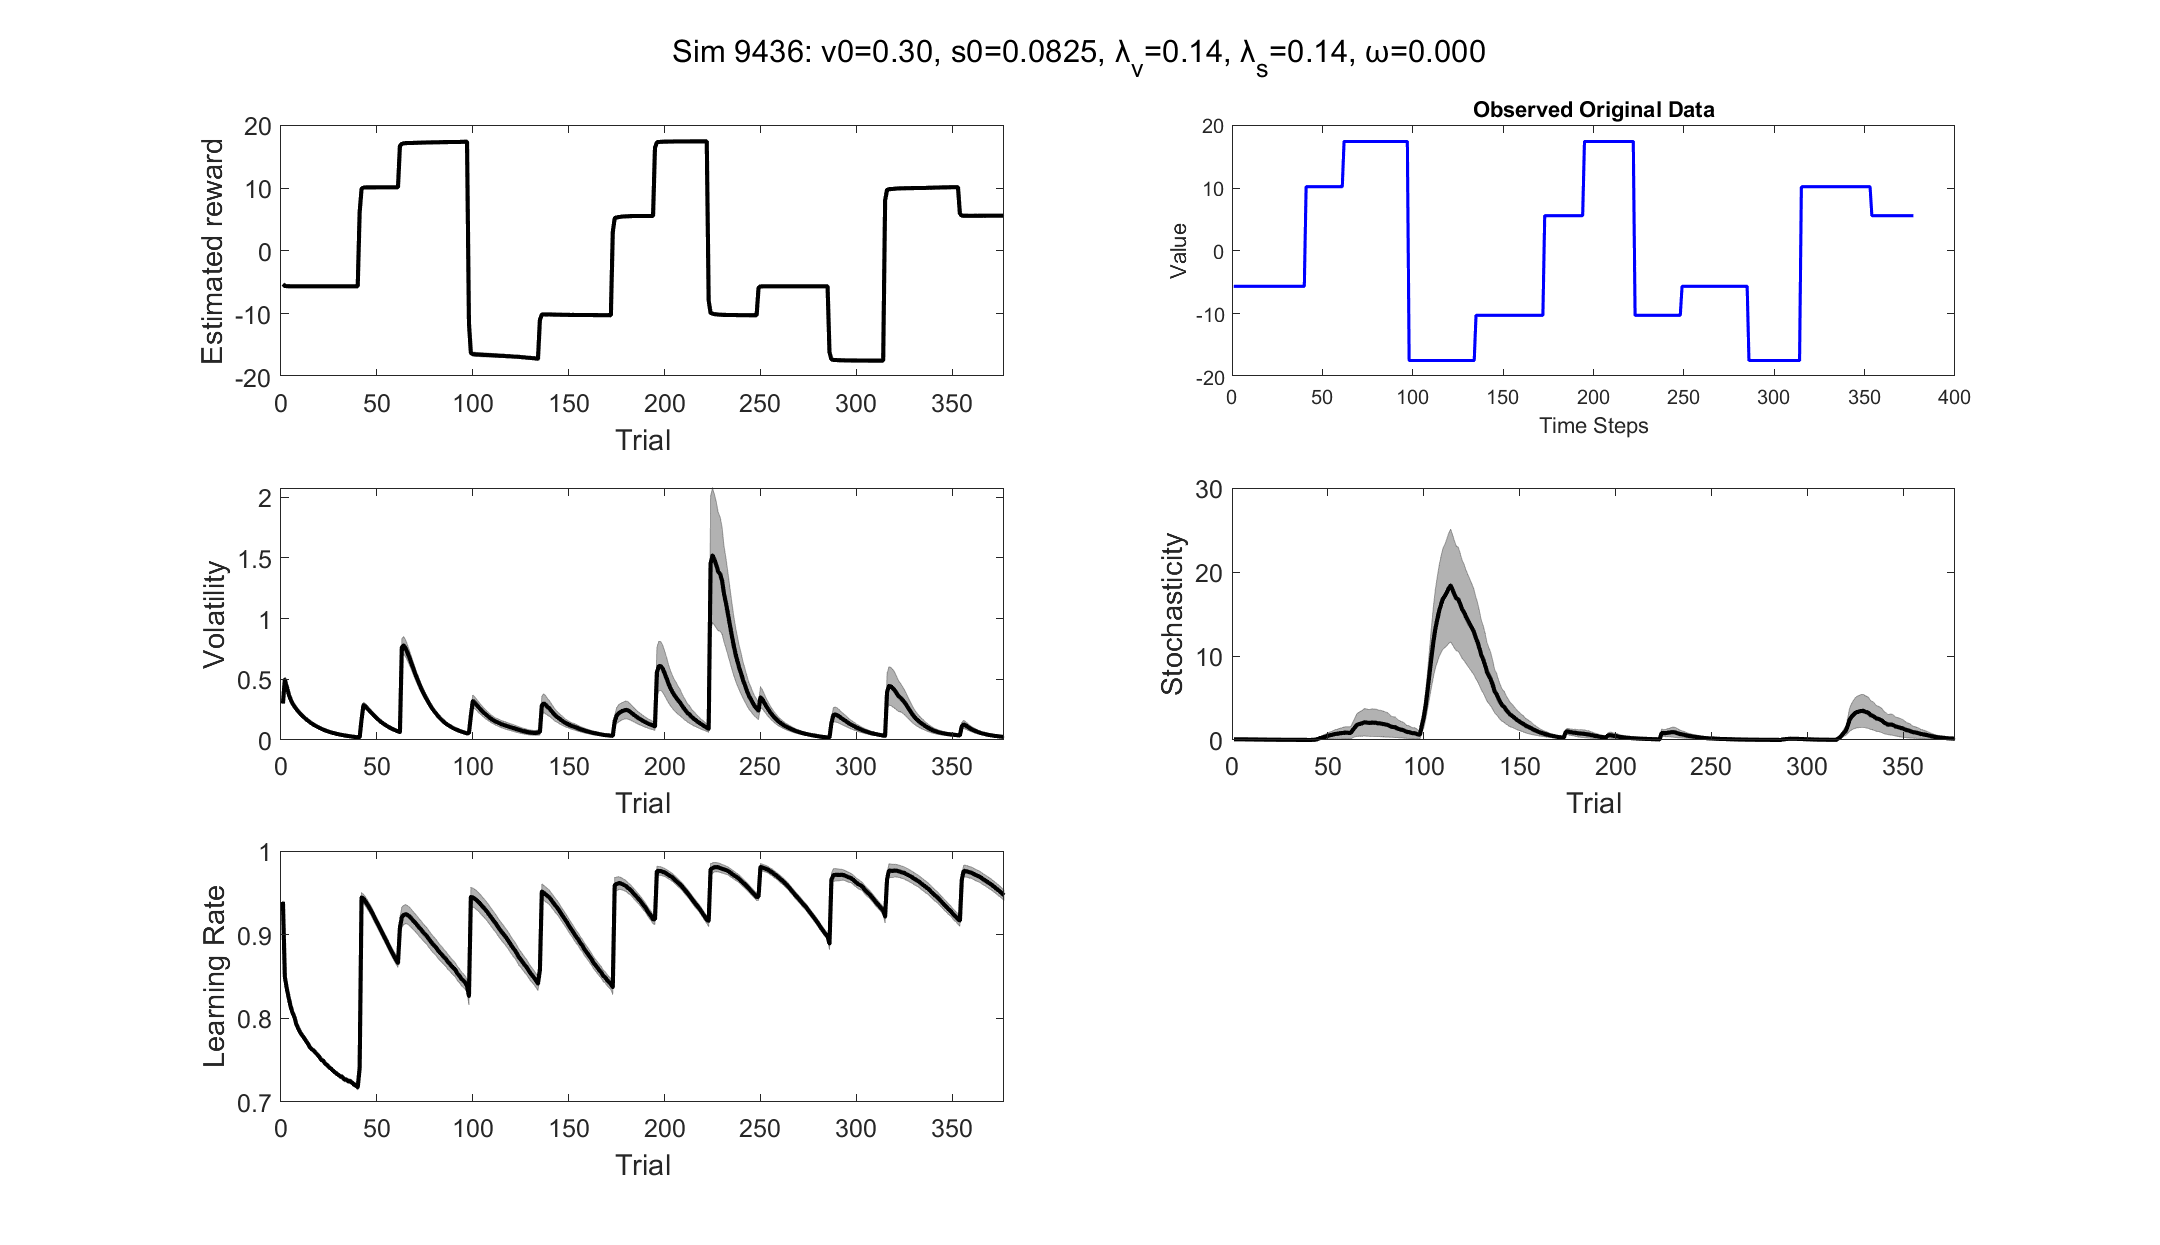 Sim 9436: v0=0.30, s0=0.0825, λ_v=0.14, λ_s=0.14, ω=0.000
Estimated reward
20
10
0
-10
-20
0 50 100 150 200 250 300 350
Trial
Observed Original Data
Value
20
10
0
-10
-20
0 50 100 150 200 250 300 350 400
Time Steps
Volatility
2
1.5
1
0.5
0
0 50 100 150 200 250 300 350
Trial
Stochasticity
30
20
10
0
0 50 100 150 200 250 300 350
Trial
Learning Rate
1
0.9
0.8
0.7
0 50 100 150 200 250 300 350
Trial